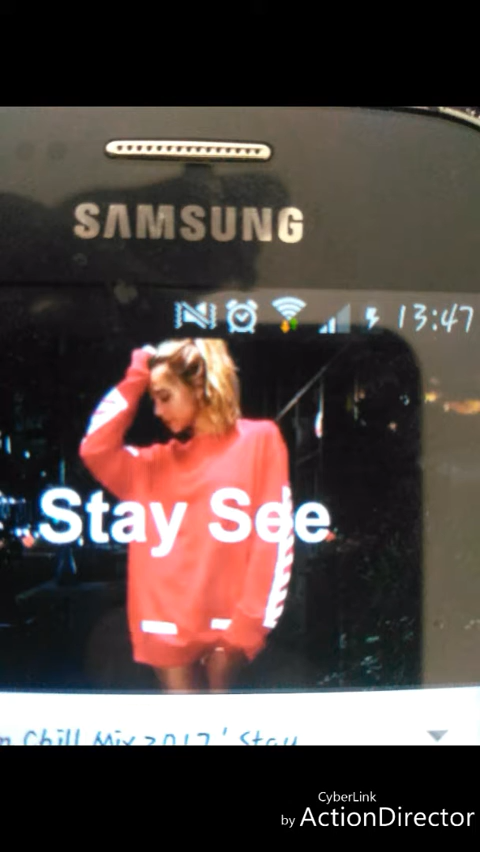 SAMSUNG
13:47
Stay See
Chill Mix 2017 ' Stay
CyberLink
by ActionDirector